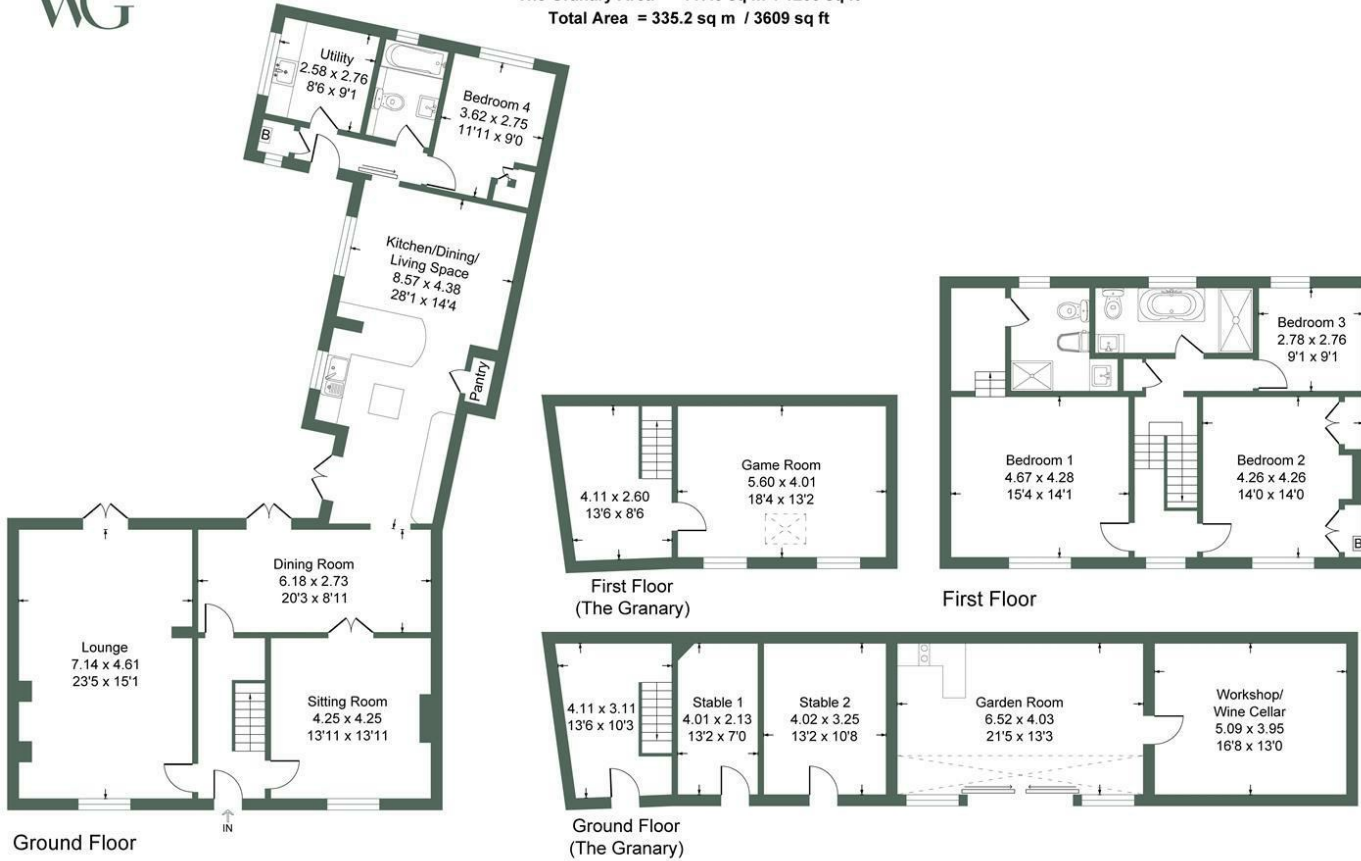 WG
Total Area = 335.2 sq m / 3609 sq ft
Utility
2.58 x 2.76
8'6 x 9'1
B
Bedroom 4
3.62 x 2.75
11'11 x 9'0
Kitchen/Dining/
Living Space
8.57 x 4.38
28'1 x 14'4
Pantry
Dining Room
6.18 x 2.73
20'3 x 8'11
Lounge
7.14 x 4.61
23'5 x 15'1
Sitting Room
4.25 x 4.25
13'11 x 13'11
IN
Ground Floor
4.11 x 2.60
13'6 x 8'6
Game Room
5.60 x 4.01
18'4 x 13'2
First Floor
(The Granary)
Bedroom 3
2.78 x 2.76
9'1 x 9'1
Bedroom 1
4.67 x 4.28
15'4 x 14'1
Bedroom 2
4.26 x 4.26
14'0 x 14'0
B
First Floor
4.11 x 3.11
13'6 x 10'3
Stable 1
4.01 x 2.13
13'2 x 7'0
Stable 2
4.02 x 3.25
13'2 x 10'8
Garden Room
6.52 x 4.03
21'5 x 13'3
Workshop/
Wine Cellar
5.09 x 3.95
16'8 x 13'0
Ground Floor
(The Granary)